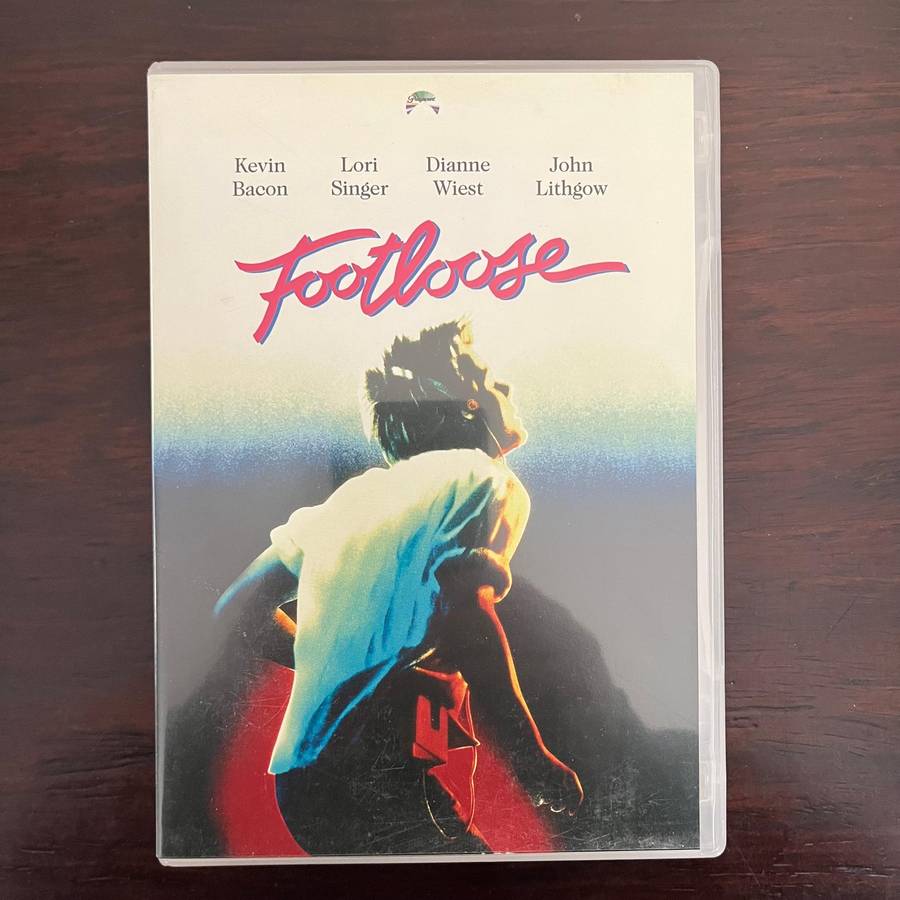 Kevin Lori Dianne John
Bacon Singer Wiest Lithgow
Footloose